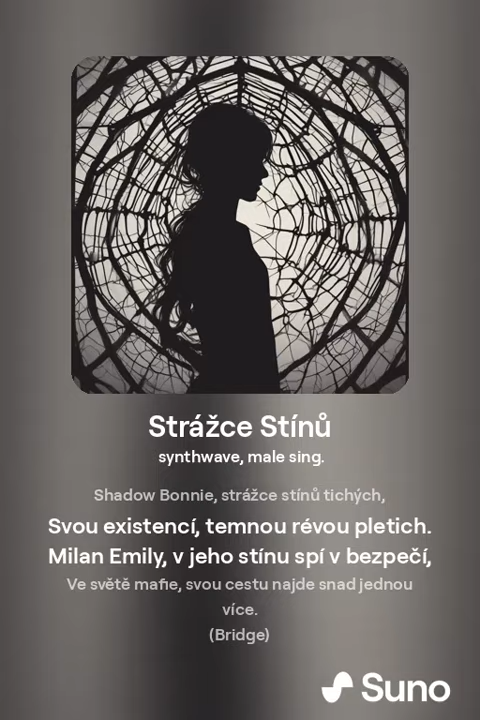 Strážce Stínů
synthwave, male sing.
Shadow Bonnie, strážce stínů tichých,
Svou existencí, temnou révou pletich.
Milan Emily, v jeho stínu spí v bezpečí,
Ve světě mafie, svou cestu najde snad jednou
více.
(Bridge)
Suno